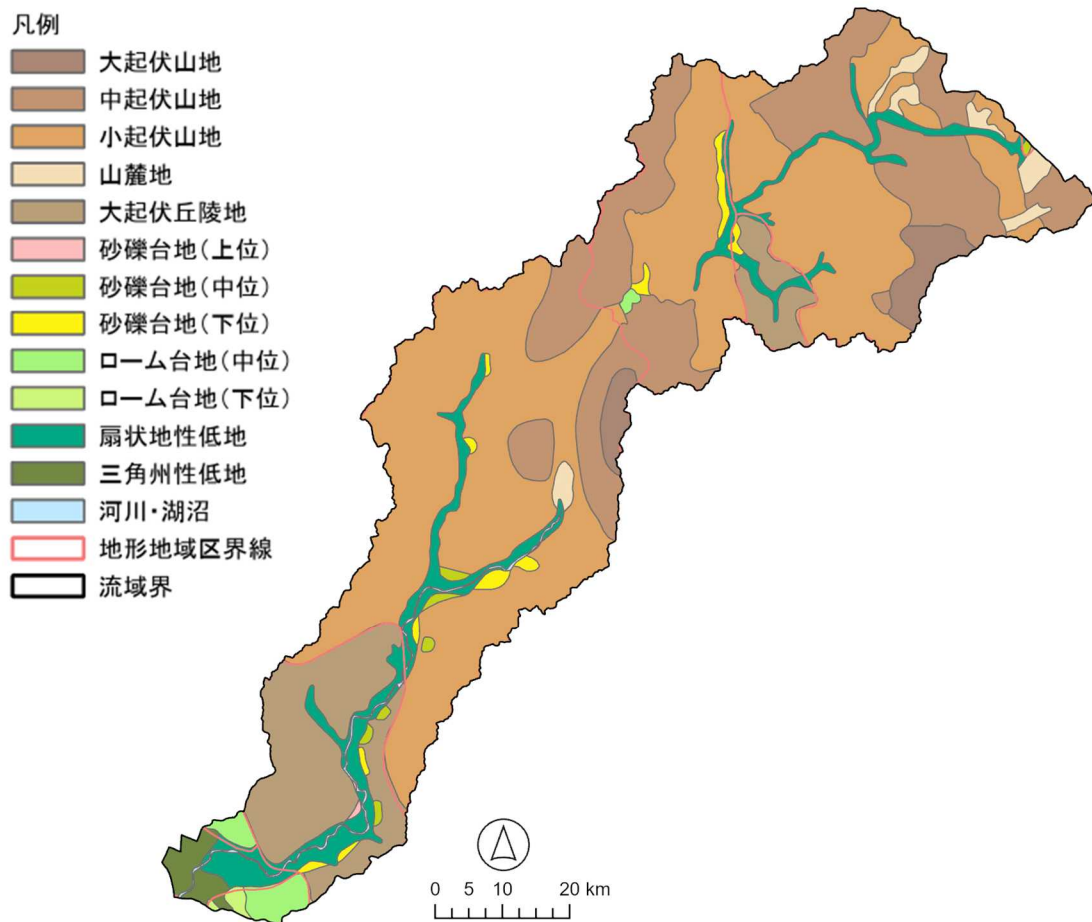 凡例
大起伏山地
中起伏山地
小起伏山地
山麓地
大起伏丘陵地
砂礫台地(上位)
砂礫台地(中位)
砂礫台地(下位)
ローム台地(中位)
ローム台地(下位)
扇状地性低地
三角州性低地
河川・湖沼
地形地域区界線
流域界
0 5 10 20 km